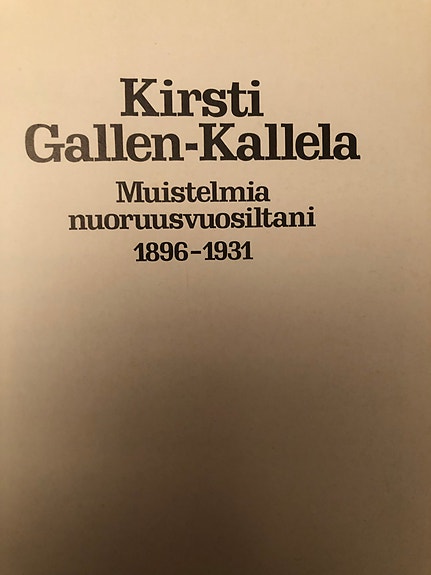 Kirsti
Gallen-Kallela
Muistelmia
nuoruusvuosiltani
1896–1931